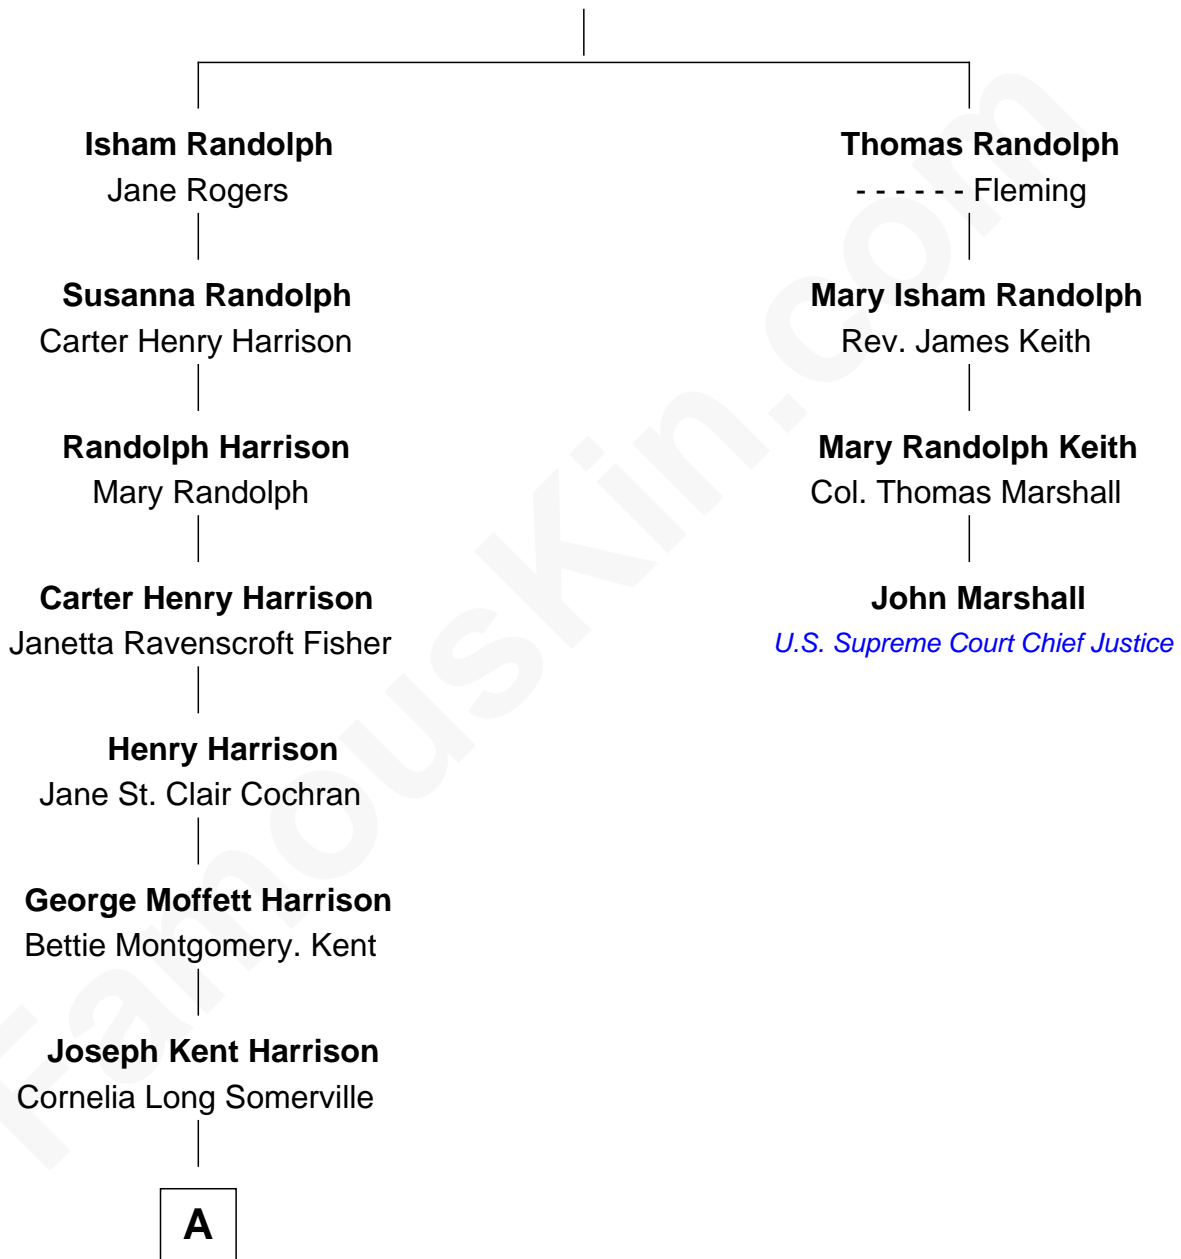 Isham Randolph
Jane Rogers
Susanna Randolph
Carter Henry Harrison
Randolph Harrison
Mary Randolph
Carter Henry Harrison
Janetta Ravenscroft Fisher
Henry Harrison
Jane St. Clair Cochran
George Moffett Harrison
Bettie Montgomery. Kent
Joseph Kent Harrison
Cornelia Long Somerville
A
Thomas Randolph
- - - - - - Fleming
Mary Isham Randolph
Rev. James Keith
Mary Randolph Keith
Col. Thomas Marshall
John Marshall
U.S. Supreme Court Chief Justice
FamousKin.com